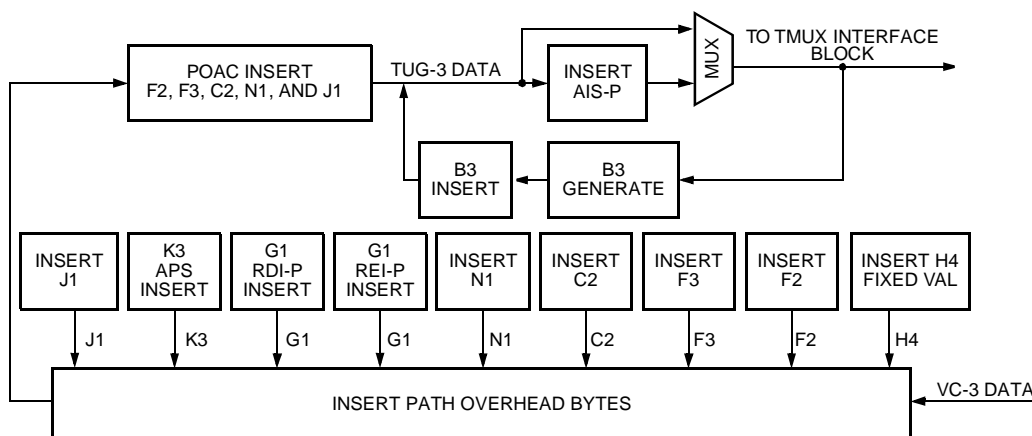 TO TMUX INTERFACE
BLOCK
MUX
POAC INSERT
F2, F3, C2, N1, AND J1
TUG-3 DATA
INSERT
AIS-P
B3
INSERT
B3
GENERATE
INSERT
J1
K3
APS
INSERT
G1
RDI-P
INSERT
G1
REI-P
INSERT
INSERT
N1
INSERT
C2
INSERT
F3
INSERT
F2
INSERT H4
FIXED VAL
J1
K3
G1
G1
N1
C2
F3
F2
H4
INSERT PATH OVERHEAD BYTES
VC-3 DATA